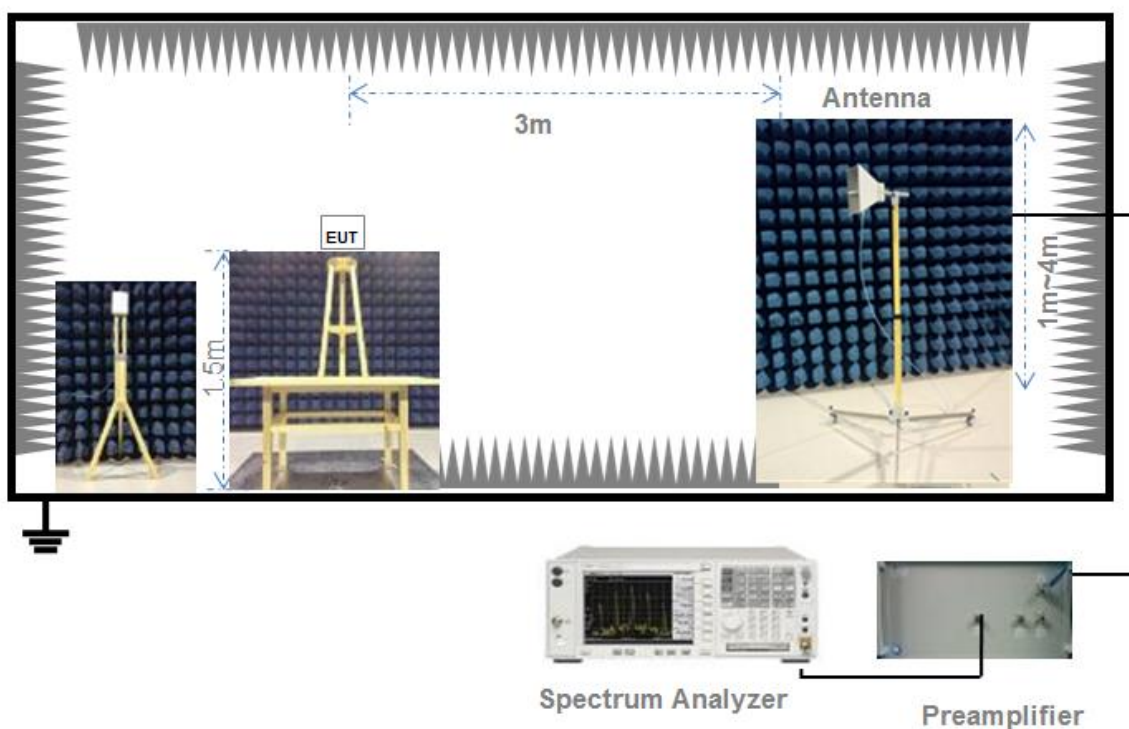 Antenna
3m
EUT
1.5m
1m~4m
Spectrum Analyzer
Preamplifier